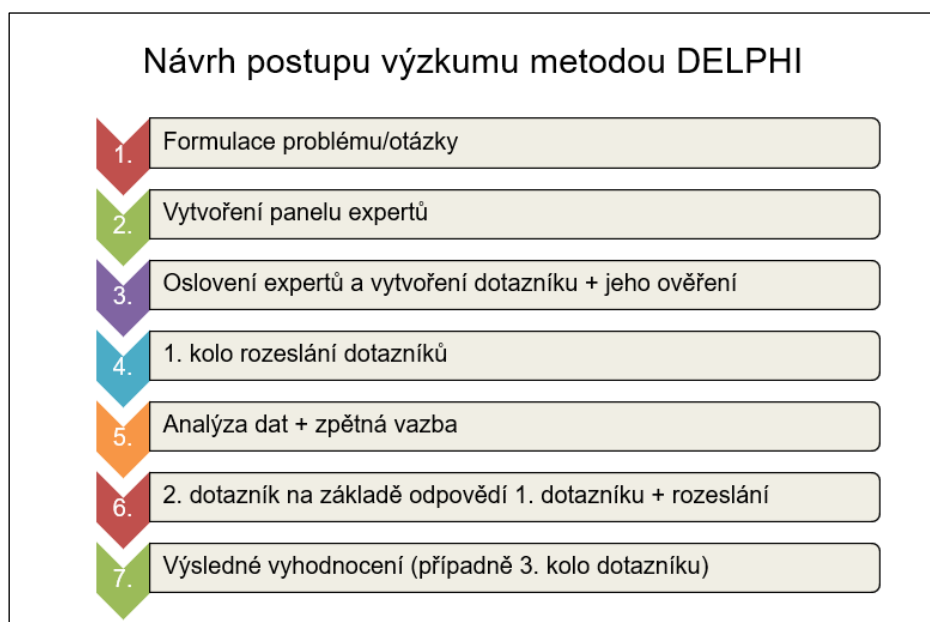 Návrh postupu výzkumu metodou DELPHI
1. Formulace problému/otázky
2. Vytvoření panelu expertů
3. Oslovení expertů a vytvoření dotazníku + jeho ověření
4. 1. kolo rozeslání dotazníků
5. Analýza dat + zpětná vazba
6. 2. dotazník na základě odpovědí 1. dotazníku + rozeslání
7. Výsledné vyhodnocení (případně 3. kolo dotazníku)